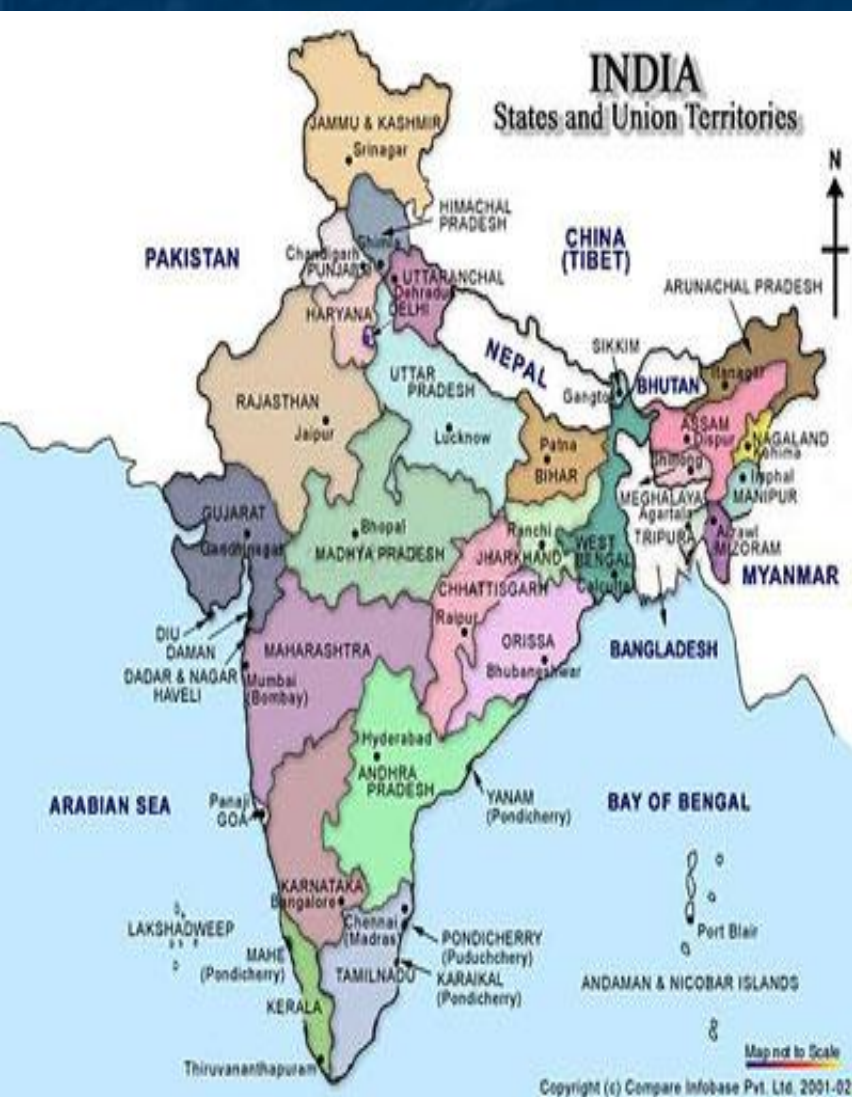 INDIA
States and Union Territories
N
JAMMU & KASHMIR
Srinagar
HIMACHAL
PRADESH
Shimla
PAKISTAN
CHINA
(TIBET)
Chandigarh
PUNJAB
UTTARANCHAL
Dehradun
ARUNACHAL PRADESH
HARYANA
DELHI
NEPAL
SIKKIM
UTTAR
PRADESH
BHUTAN
Itanagar
Gangtok
RAJASTHAN
Jaipur
Lucknow
ASSAM
Dispur
NAGALAND
Kohima
Patna
BIHAR
Shillong
Imphal
MEGHALAYA
MANIPUR
GUJARAT
Gandhinagar
Agartala
TRIPURA
Bhopal
MADHYA PRADESH
Ranchi
JHARKHAND
WEST
BENGAL
Calcutta
MIZORAM
MYANMAR
CHHATTISGARH
Raipur
DIU
DAMAN
DADAR & NAGAR
HAVELI
MAHARASHTRA
Mumbai
(Bombay)
ORISSA
Bhubaneshwar
BANGLADESH
Hyderabad
ANDHRA
PRADESH
ARABIAN SEA
Panaji
GOA
YANAM
(Pondicherry)
BAY OF BENGAL
KARNATAKA
Bangalore
LAKSHADWEEP
Chennai
(Madras)
PONDICHERRY
(Puduchchery)
Port Blair
MAHE
(Pondicherry)
TAMILNADU
KARAIKAL
(Pondicherry)
ANDAMAN & NICOBAR ISLANDS
KERALA
Thiruvananthapuram
Map not to Scale
Copyright (c) Compare Infobase Pvt. Ltd. 2001-02